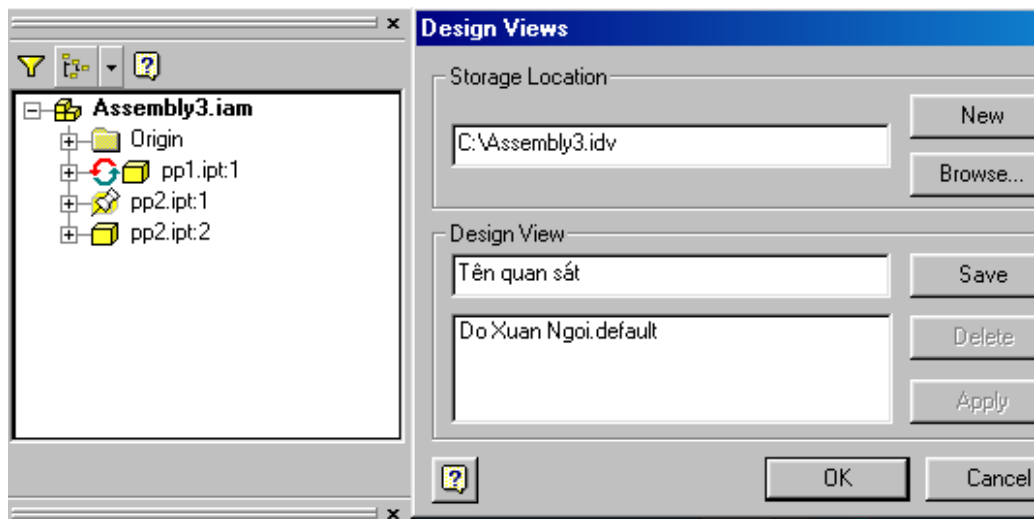 Assembly3.iam
Origin
pp1.ipt:1
pp2.ipt:1
pp2.ipt:2
Design Views
Storage Location
C:\Assembly3.idv
New
Browse...
Design View
Tên quan sát
Save
Do Xuan Ngoi.default
Delete
Apply
OK
Cancel